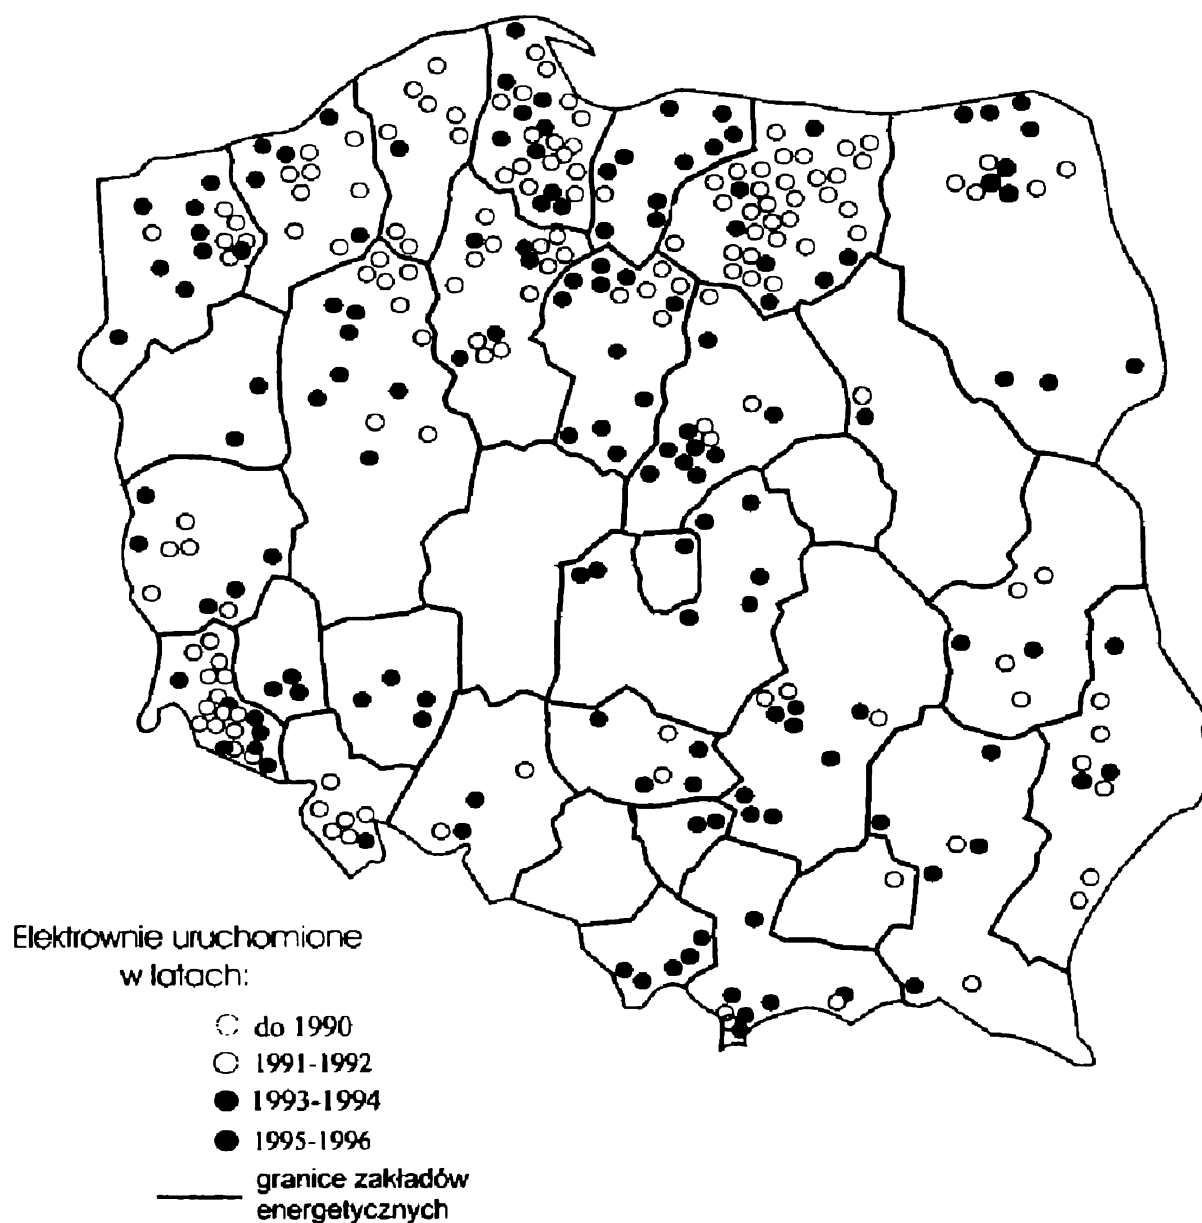 Elektrownie uruchomione
w latach:
do 1990
1991-1992
1993-1994
1995-1996
granice zakładów
energetycznych